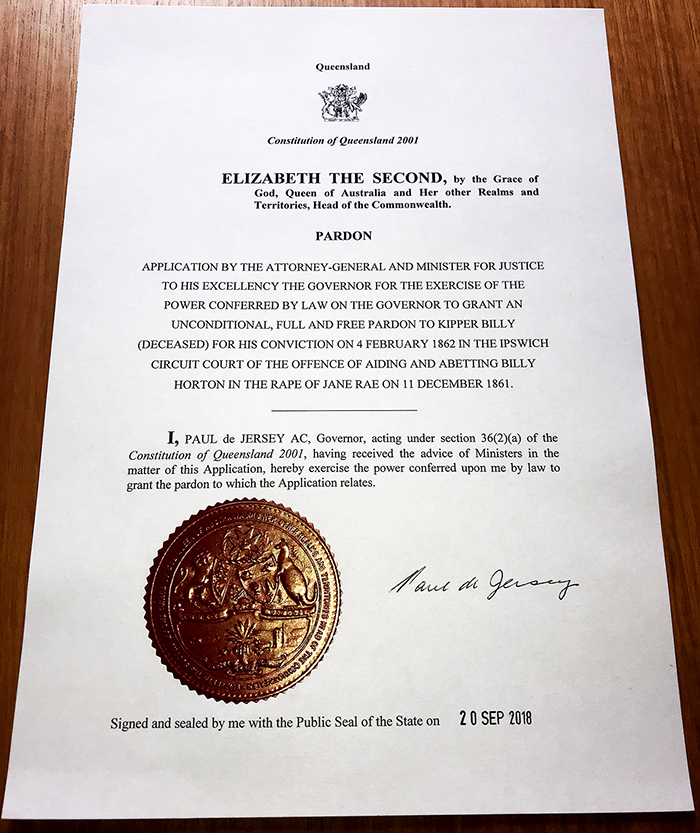 Queensland
Constitution of Queensland 2001
ELIZABETH THE SECOND, by the Grace of
God, Queen of Australia and Her other Realms and
Territories, Head of the Commonwealth.
PARDON
APPLICATION BY THE ATTORNEY-GENERAL AND MINISTER FOR JUSTICE
TO HIS EXCELLENCY THE GOVERNOR FOR THE EXERCISE OF THE
POWER CONFERRED BY LAW ON THE GOVERNOR TO GRANT AN
UNCONDITIONAL, FULL AND FREE PARDON TO KIPPER BILLY
(DECEASED) FOR HIS CONVICTION ON 4 FEBRUARY 1862 IN THE IPSWICH
CIRCUIT COURT OF THE OFFENCE OF AIDING AND ABETTING BILLY
HORTON IN THE RAPE OF JANE RAE ON 11 DECEMBER 1861.
I, PAUL de JERSEY AC, Governor, acting under section 36(2)(a) of the
Constitution of Queensland 2001, having received the advice of Ministers in the
matter of this Application, hereby exercise the power conferred upon me by law to
grant the pardon to which the Application relates.
Paul de Jersey
Signed and sealed by me with the Public Seal of the State on 20 SEP 2018